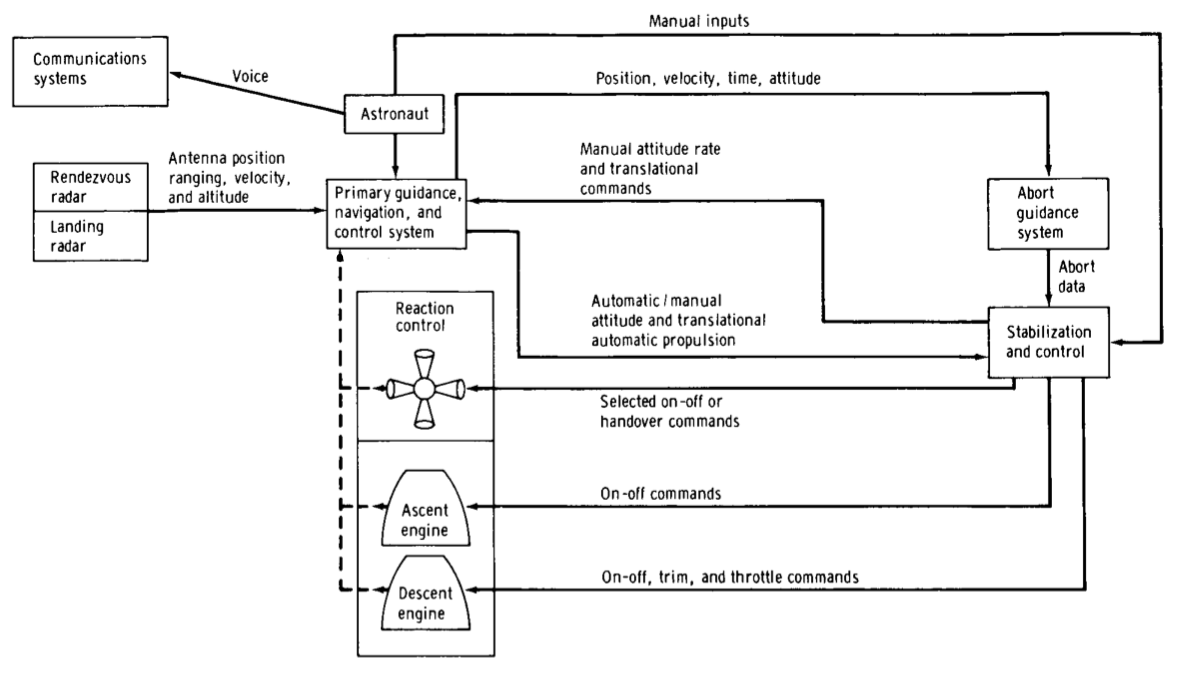 Manual inputs
Communications
systems
Voice
Position, velocity, time, attitude
Astronaut
Antenna position
ranging, velocity,
and altitude
Manual attitude rate
and translational
commands
Rendezvous
radar
Landing
radar
Primary guidance,
navigation, and
control system
Abort
guidance
system
Abort
data
Reaction
control
Automatic/manual
attitude and translational
automatic propulsion
Stabilization
and control
Selected on-off or
handover commands
On-off commands
Ascent
engine
On-off, trim, and throttle commands
Descent
engine